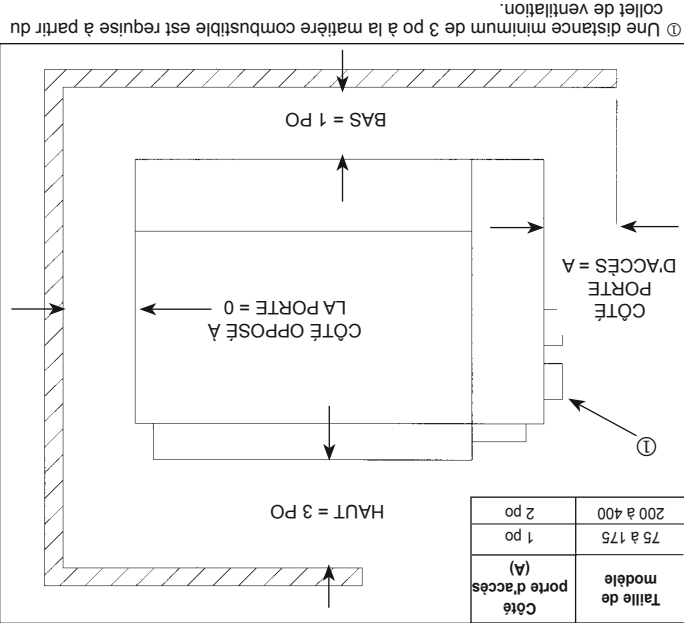 Taille de
modèle
Côté
porte d'accès
(A)
75 à 175 1 po
200 à 400 2 po
HAUT = 3 PO
①
CÔTÉ OPPOSÉ À
LA PORTE = 0
CÔTÉ
PORTE
D'ACCÈS = A
BAS = 1 PO
① Une distance minimum de 3 po à la matière combustible est requise à partir du
collet de ventilation.